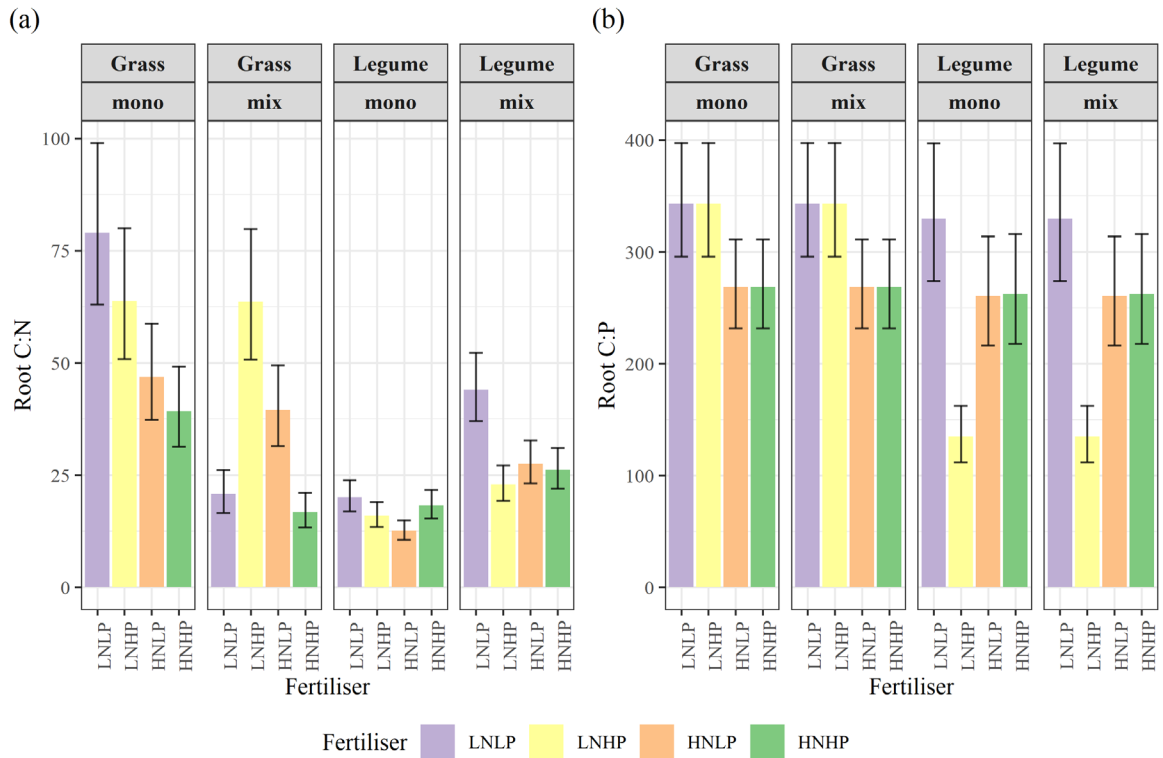 (a)
(b)
Grass Grass Legume Legume
mono mix mono mix
Grass Grass Legume Legume
mono mix mono mix
Root C:N
100
75
50
25
0
LNLP LNHP HNLP HNHP LNLP LNHP HNLP HNHP LNLP LNHP HNLP HNHP LNLP LNHP HNLP HNHP
Fertiliser
Root C:P
400
300
200
100
0
LNLP LNHP HNLP HNHP LNLP LNHP HNLP HNHP LNLP LNHP HNLP HNHP LNLP LNHP HNLP HNHP
Fertiliser
Fertiliser LNLP LNHP HNLP HNHP